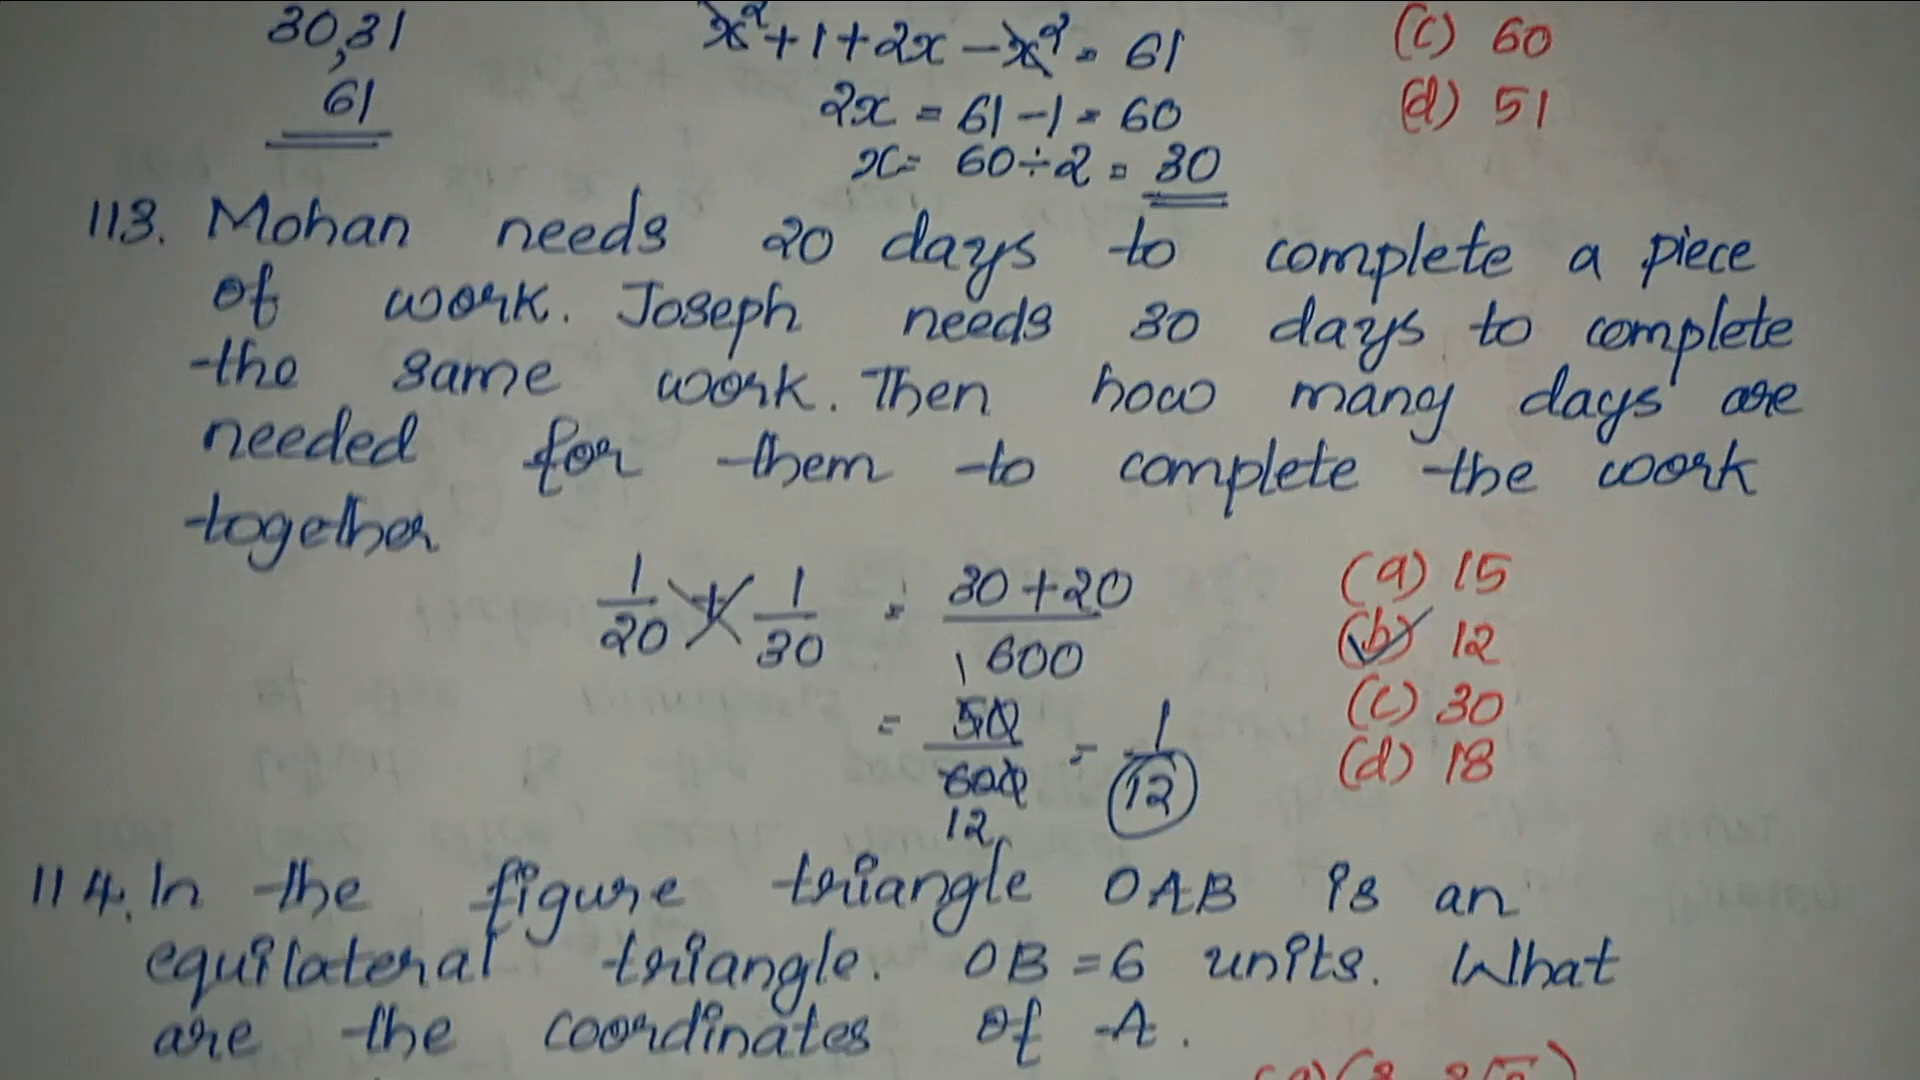 30,31
61
x²+1+2x-x²=61
2x = 61-1=60
x= 60÷2=30
(c) 60
(d) 51
113. Mohan needs 20 days to complete a piece
of work. Joseph needs 30 days to complete
the same work. Then how many days are
needed for them to complete the work
together
1/20 + 1/30 = 30+20/600
= 50/600 = 1/12
1
12
(a) 15
(b) 12
(c) 30
(d) 18
114. In the figure triangle OAB is an
equilateral triangle. OB=6 units. What
are the coordinates of A.